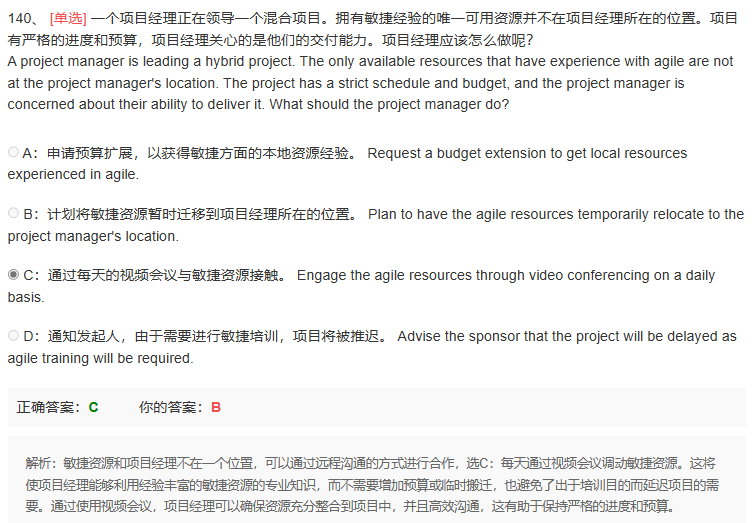 140、 [单选] 一个项目经理正在领导一个混合项目。拥有敏捷经验的唯一可用资源并不在项目经理所在的位置。项目
有严格的进度和预算，项目经理关心的是他们的交付能力。项目经理应该怎么做呢？
A project manager is leading a hybrid project. The only available resources that have experience with agile are not
at the project manager's location. The project has a strict schedule and budget, and the project manager is
concerned about their ability to deliver it. What should the project manager do?
A：申请预算扩展，以获得敏捷方面的本地资源经验。 Request a budget extension to get local resources
experienced in agile.
B：计划将敏捷资源暂时迁移到项目经理所在的位置。 Plan to have the agile resources temporarily relocate to the
project manager's location.
C：通过每天的视频会议与敏捷资源接触。 Engage the agile resources through video conferencing on a daily
basis.
D：通知发起人，由于需要进行敏捷培训，项目将被推迟。 Advise the sponsor that the project will be delayed as
agile training will be required.
正确答案：C 你的答案：B
解析：敏捷资源和项目经理不在一个位置，可以通过远程沟通的方式进行合作，选C：每天通过视频会议调动敏捷资源。这将
使项目经理能够利用经验丰富的敏捷资源的专业知识，而不需要增加预算或临时搬迁，也避免了出于培训目的而延迟项目的需
要。通过使用视频会议，项目经理可以确保资源充分整合到项目中，并且高效沟通，这有助于保持严格的进度和预算。